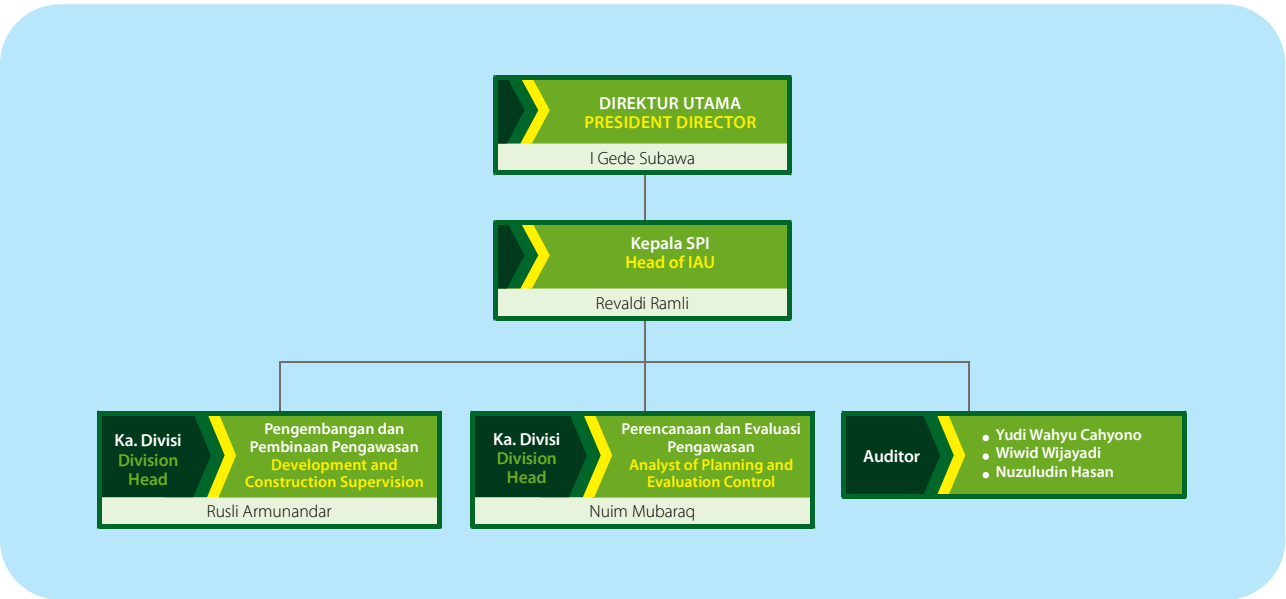 DIREKTUR UTAMA
PRESIDENT DIRECTOR
I Gede Subawa
Kepala SPI
Head of IAU
Revaldi Ramli
Ka. Divisi
Division
Head
Pengembangan dan
Pembinaan Pengawasan
Development and
Construction Supervision
Rusli Armunandar
Ka. Divisi
Division
Head
Perencanaan dan Evaluasi
Pengawasan
Analyst of Planning and
Evaluation Control
Nuim Mubaraq
Auditor
• Yudi Wahyu Cahyono
• Wiwid Wijayadi
• Nuzuludin Hasan